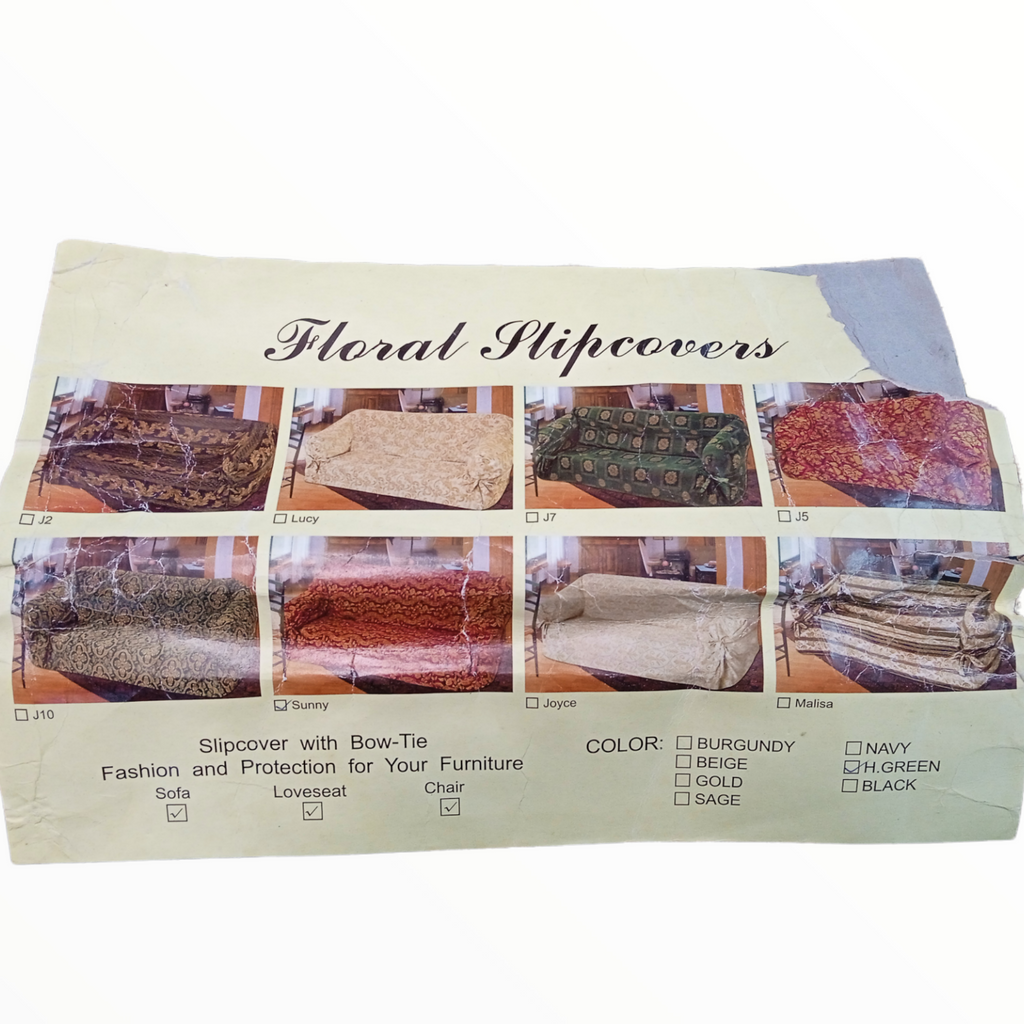 Floral Slipcovers
J2
Lucy
J7
J5
J10
Sunny
Joyce
Malisa
Slipcover with Bow-Tie
Fashion and Protection for Your Furniture
Sofa
Loveseat
Chair
COLOR:
BURGUNDY
BEIGE
GOLD
SAGE
NAVY
H.GREEN
BLACK